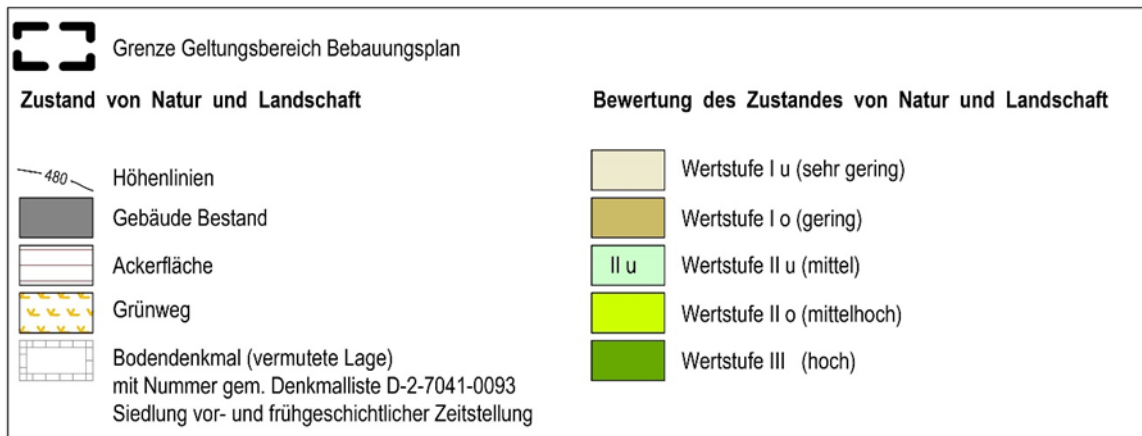 Grenze Geltungsbereich Bebauungsplan
Zustand von Natur und Landschaft
480 Höhenlinien
Gebäude Bestand
Ackerfläche
Grünweg
Bodendenkmal (vermutete Lage)
mit Nummer gem. Denkmalliste D-2-7041-0093
Siedlung vor- und frühgeschichtlicher Zeitstellung
Bewertung des Zustandes von Natur und Landschaft
Wertstufe I u (sehr gering)
Wertstufe I o (gering)
II u Wertstufe II u (mittel)
Wertstufe II o (mittelhoch)
Wertstufe III (hoch)